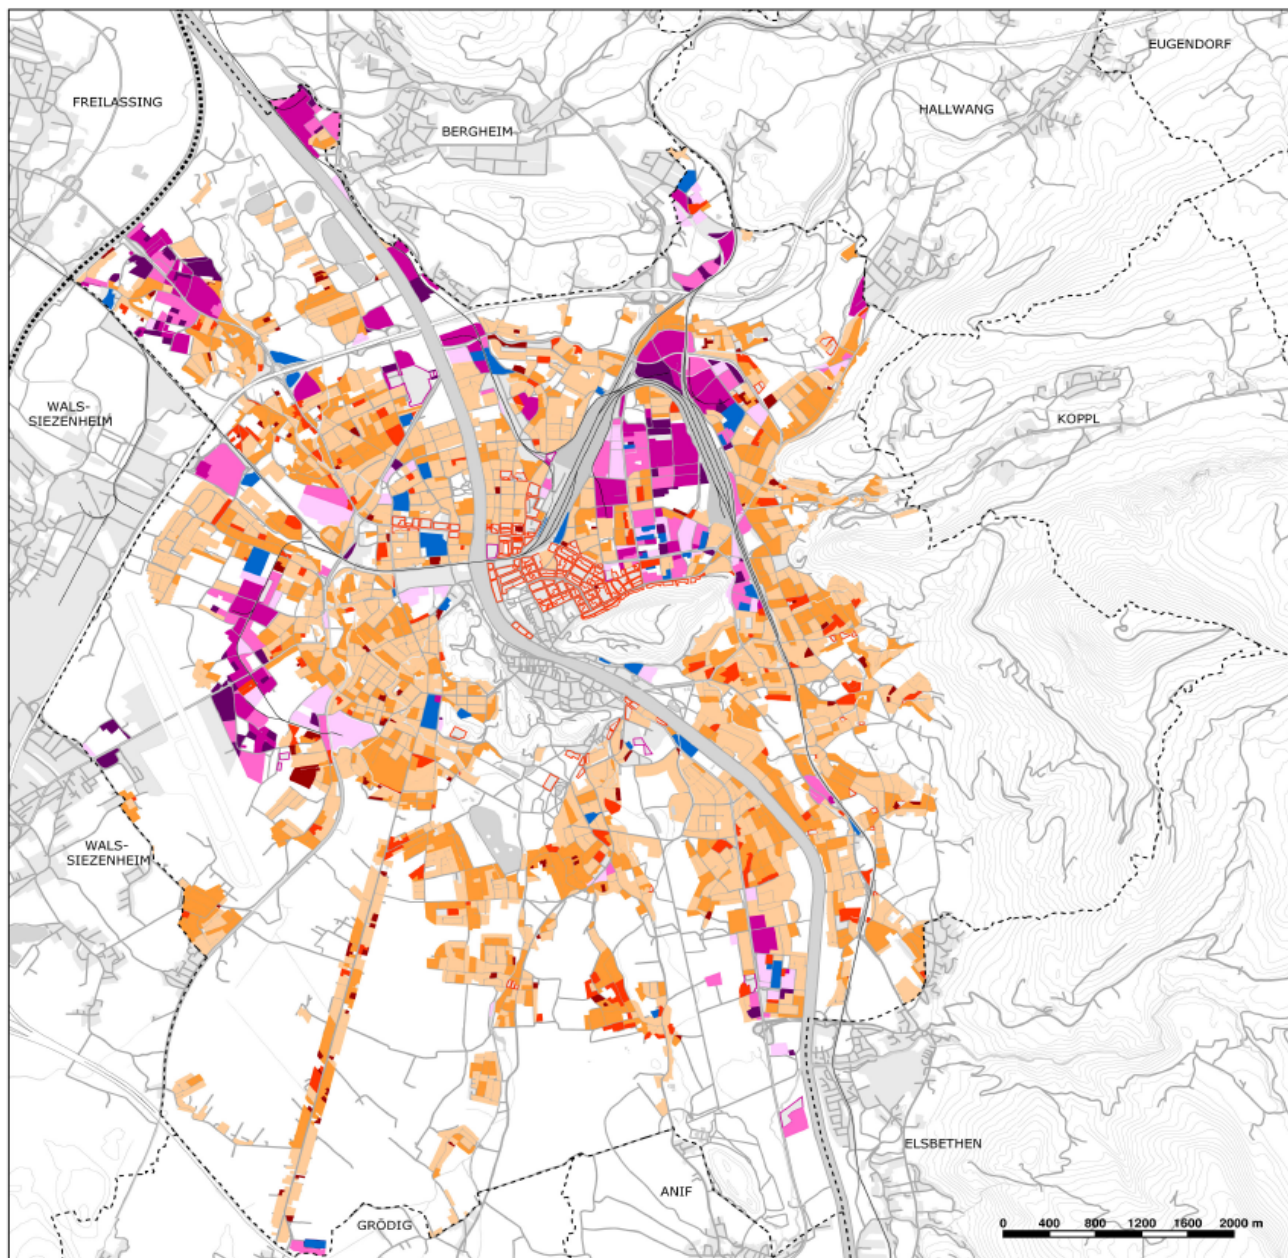 EUGENDORF
FREILASSING
HALLWANG
BERGHEIM
WALS-
SIEZENHEIM
KOPPL
WALS-
SIEZENHEIM
ELSBETHEN
ANIF
GRÖDIG
0 400 800 1200 1600 2000 m